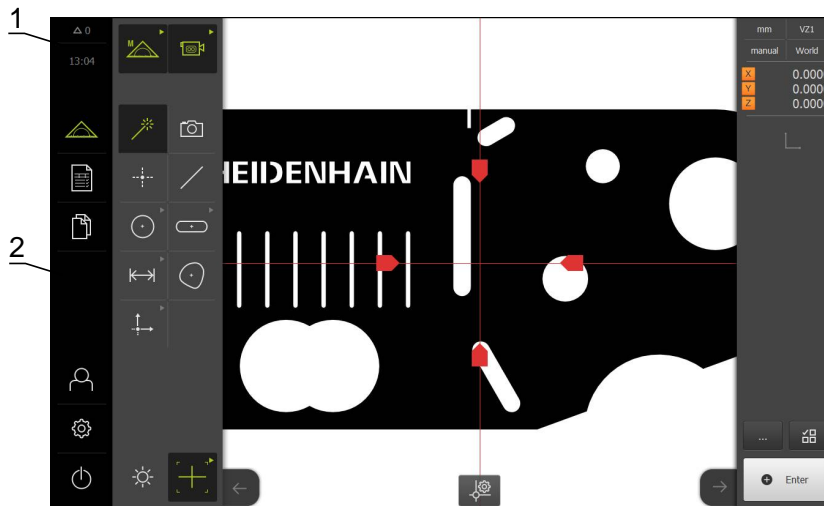 1
2
△ 0
13:04
M
HEIDENHAIN
mm VZ1
manual World
X 0.000
Y 0.000
Z 0.000
...
Enter